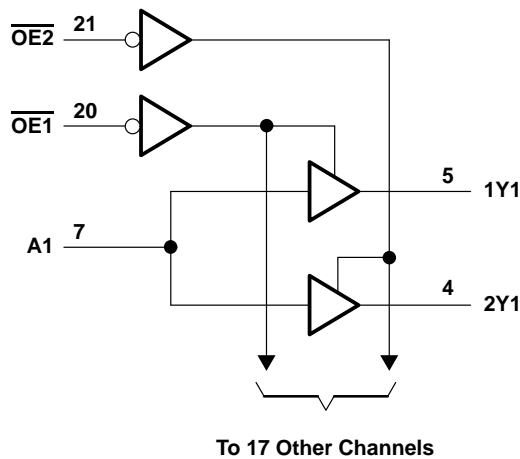 OE2 21
OE1 20
5 1Y1
A1 7
4 2Y1
To 17 Other Channels